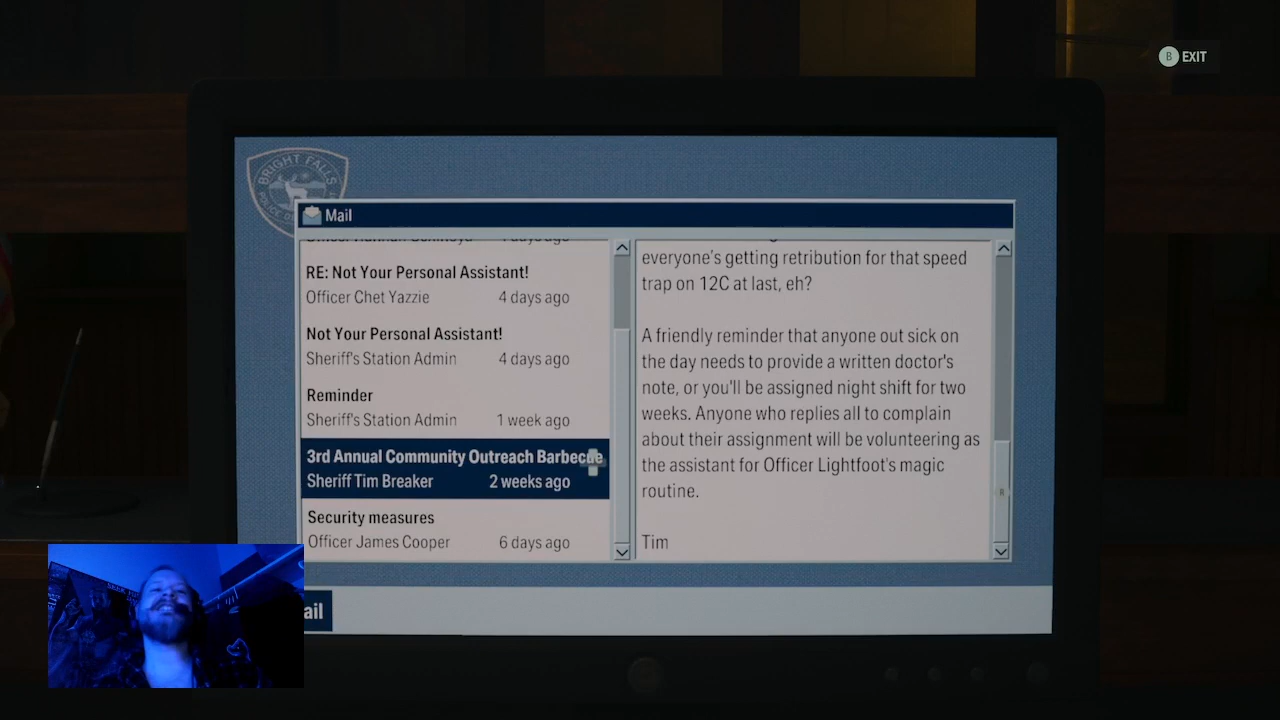 B EXIT
BRIGHT FALLS
Mail
4 days ago
RE: Not Your Personal Assistant!
Officer Chet Yazzie 4 days ago
Not Your Personal Assistant!
Sheriff's Station Admin 4 days ago
Reminder
Sheriff's Station Admin 1 week ago
3rd Annual Community Outreach Barbecue
Sheriff Tim Breaker 2 weeks ago
Security measures
Officer James Cooper 6 days ago
everyone's getting retribution for that speed
trap on 12C at last, eh?
A friendly reminder that anyone out sick on
the day needs to provide a written doctor's
note, or you'll be assigned night shift for two
weeks. Anyone who replies all to complain
about their assignment will be volunteering as
the assistant for Officer Lightfoot's magic
routine.
Tim
ail